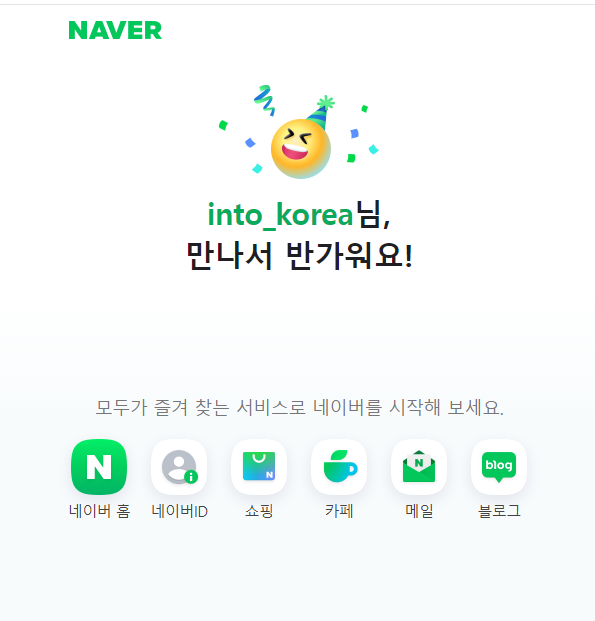 NAVER
into_korea님,
만나서 반가워요!
모두가 즐겨 찾는 서비스로 네이버를 시작해 보세요.
N
i
N
N
blog
네이버 홈
네이버ID
쇼핑
카페
메일
블로그